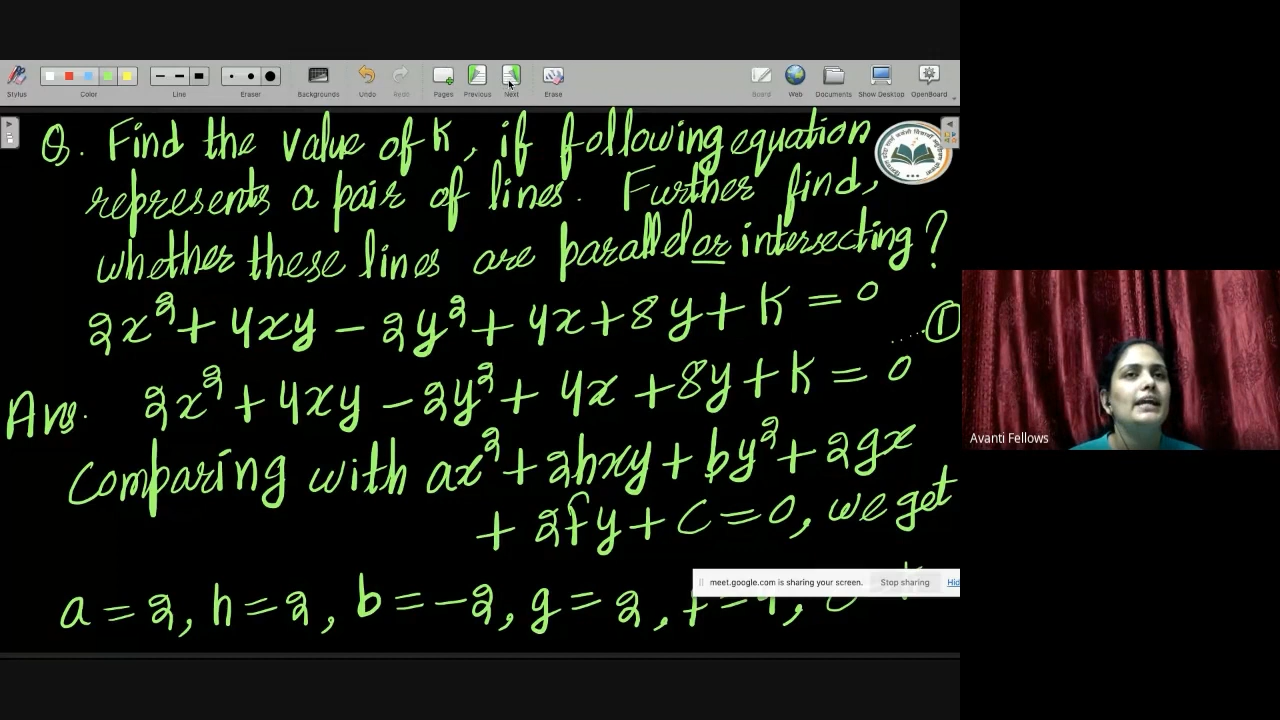 Stylus Color Line Eraser Backgrounds Undo Redo Pages Previous Next Erase Board Web Documents Show Desktop OpenBoard
Q. Find the value of K, if following equation
represents a pair of lines. Further find,
whether these lines are parallel or intersecting?
2x² + 4xy − 2y² + 4x + 8y + K = 0
....①
Ans. 2x² + 4xy − 2y² + 4x + 8y + K = 0
Comparing with ax² + 2hxy + by² + 2gx
+ 2fy + c = 0, we get
meet.google.com is sharing your screen. Stop sharing
a = 2, h = 2, b = −2, g = 2,
Avanti Fellows